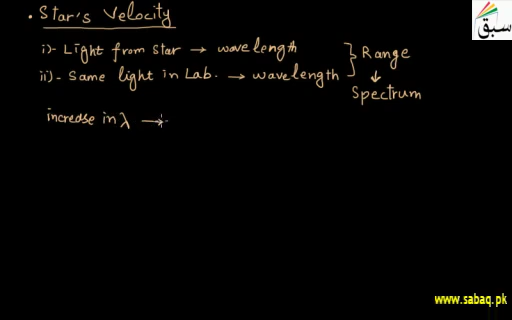 • Star's Velocity
i)- Light from Star → wavelength
ii)- Same light in Lab. → wavelength
} Range
↓
Spectrum
increase in λ →
سبق
www.sabaq.pk